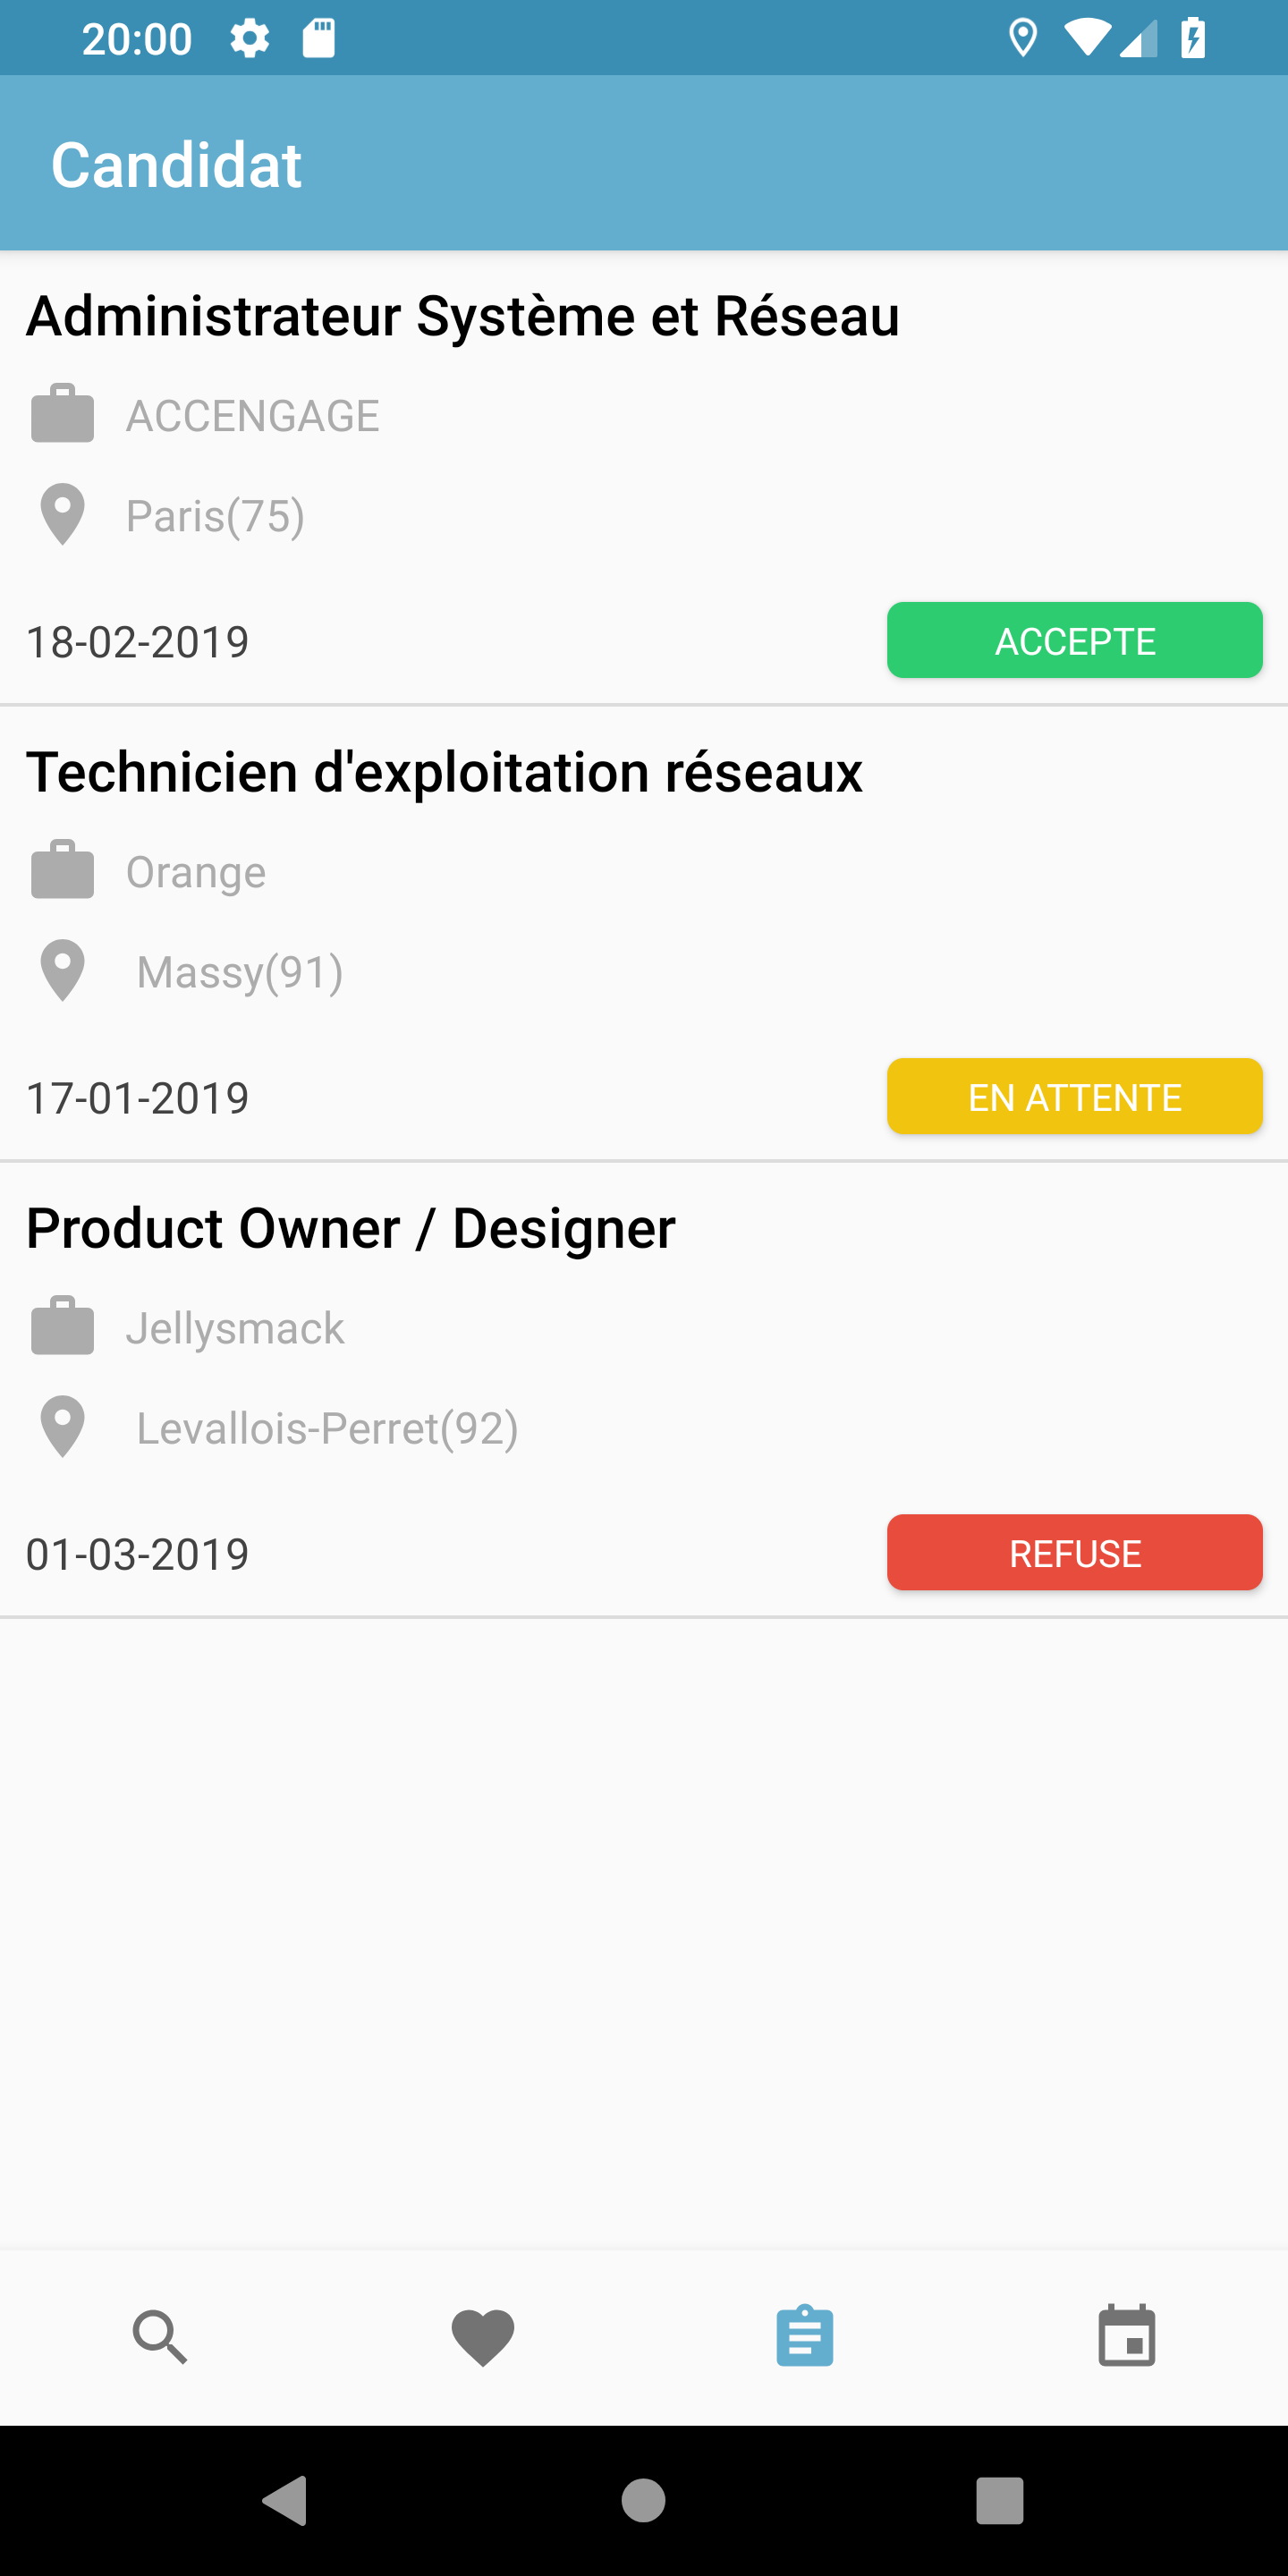 20:00
Candidat
Administrateur Système et Réseau
ACCENGAGE
Paris(75)
18-02-2019
ACCEPTE
Technicien d'exploitation réseaux
Orange
Massy(91)
17-01-2019
EN ATTENTE
Product Owner / Designer
Jellysmack
Levallois-Perret(92)
01-03-2019
REFUSE